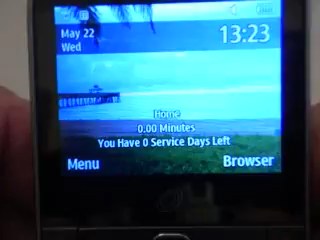 May 22
13:23
Wed
Home
0.00 Minutes
You Have 0 Service Days Left
Menu
Browser